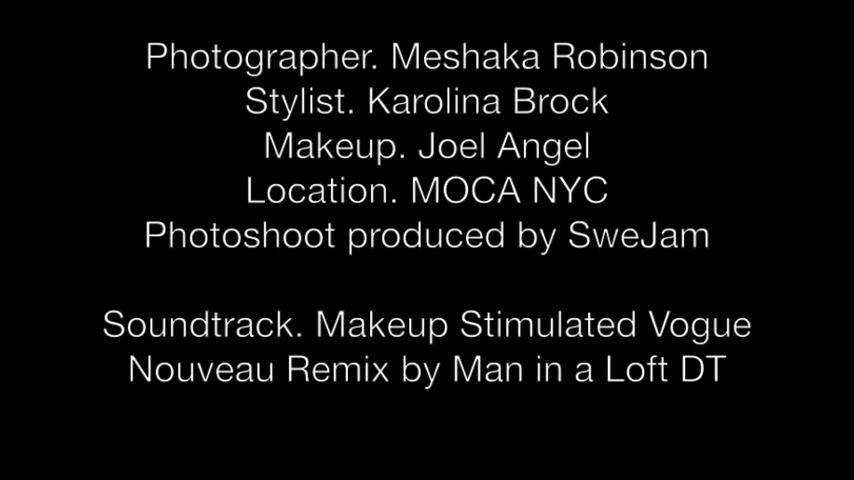 Photographer. Meshaka Robinson
Stylist. Karolina Brock
Makeup. Joel Angel
Location. MOCA NYC
Photoshoot produced by SweJam
Soundtrack. Makeup Stimulated Vogue
Nouveau Remix by Man in a Loft DT